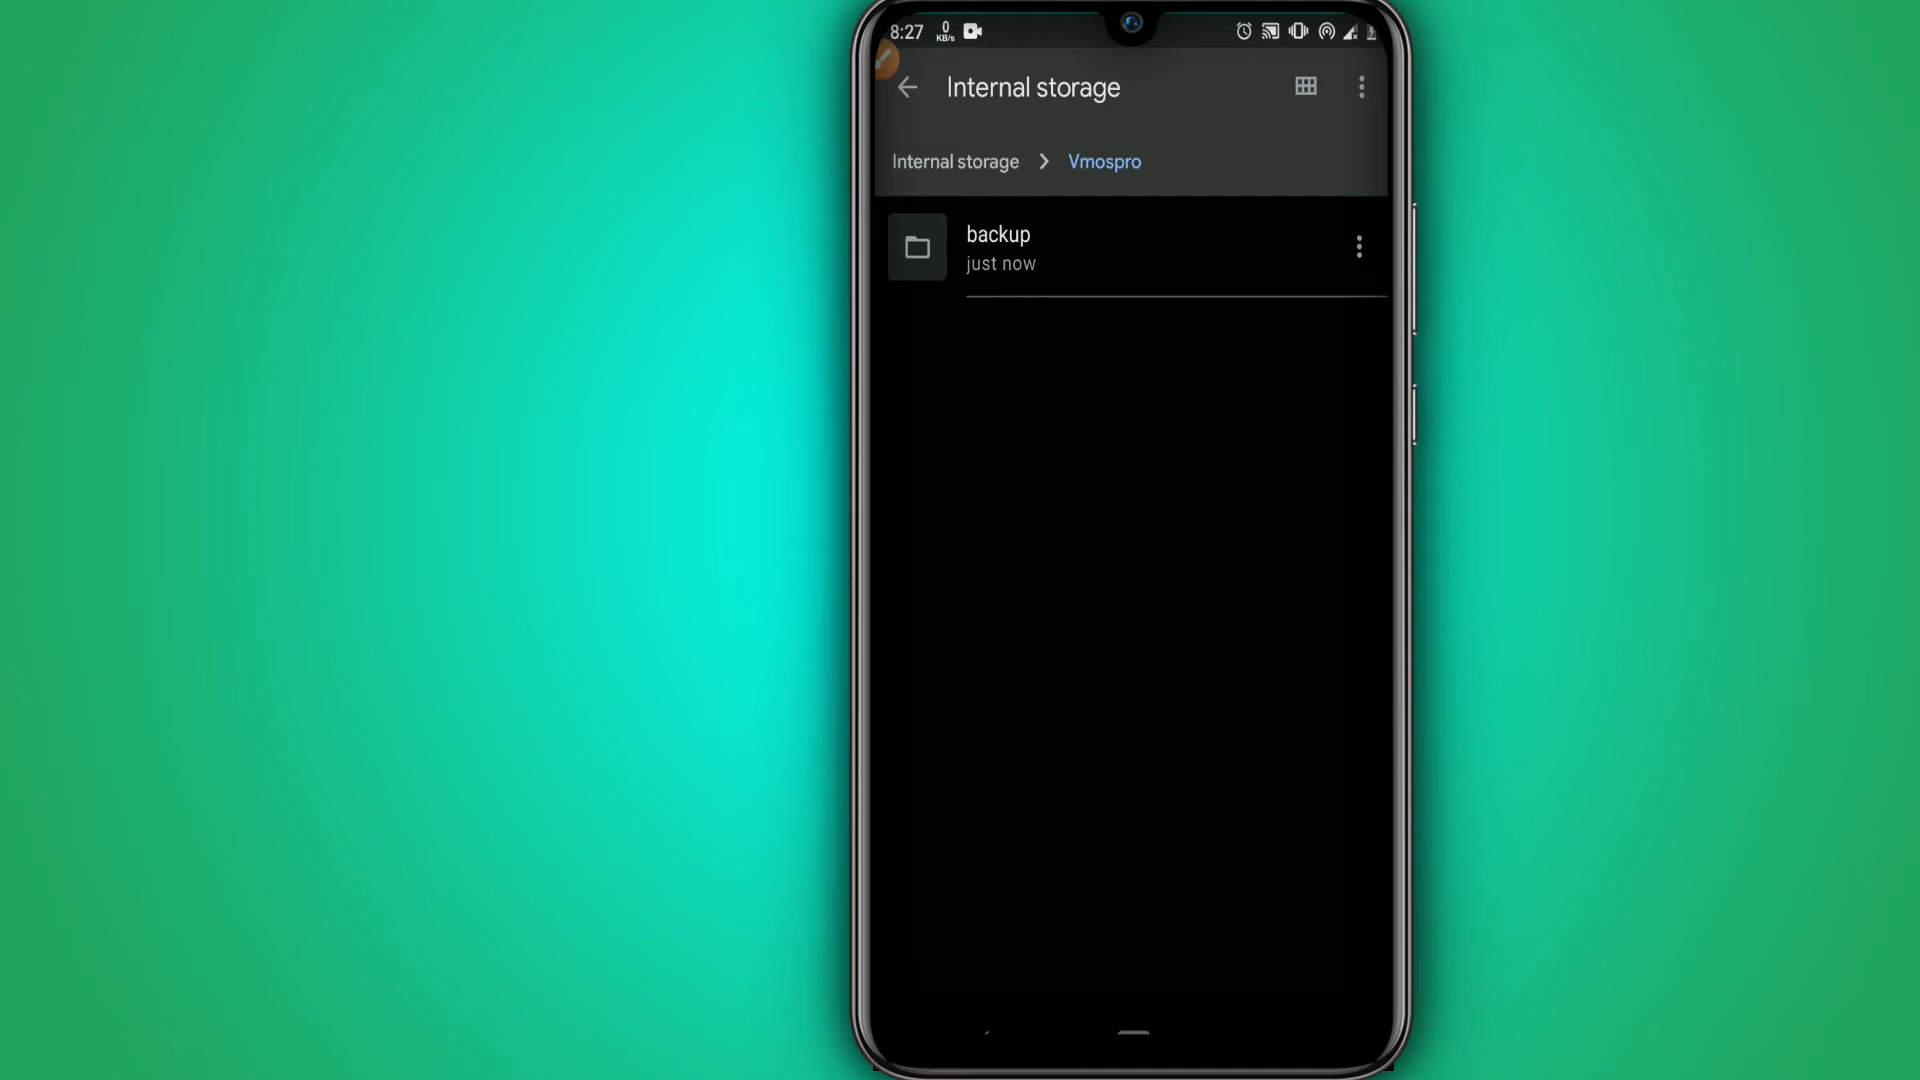 8:27
0
KB/s
Internal storage
Internal storage > Vmospro
backup
just now